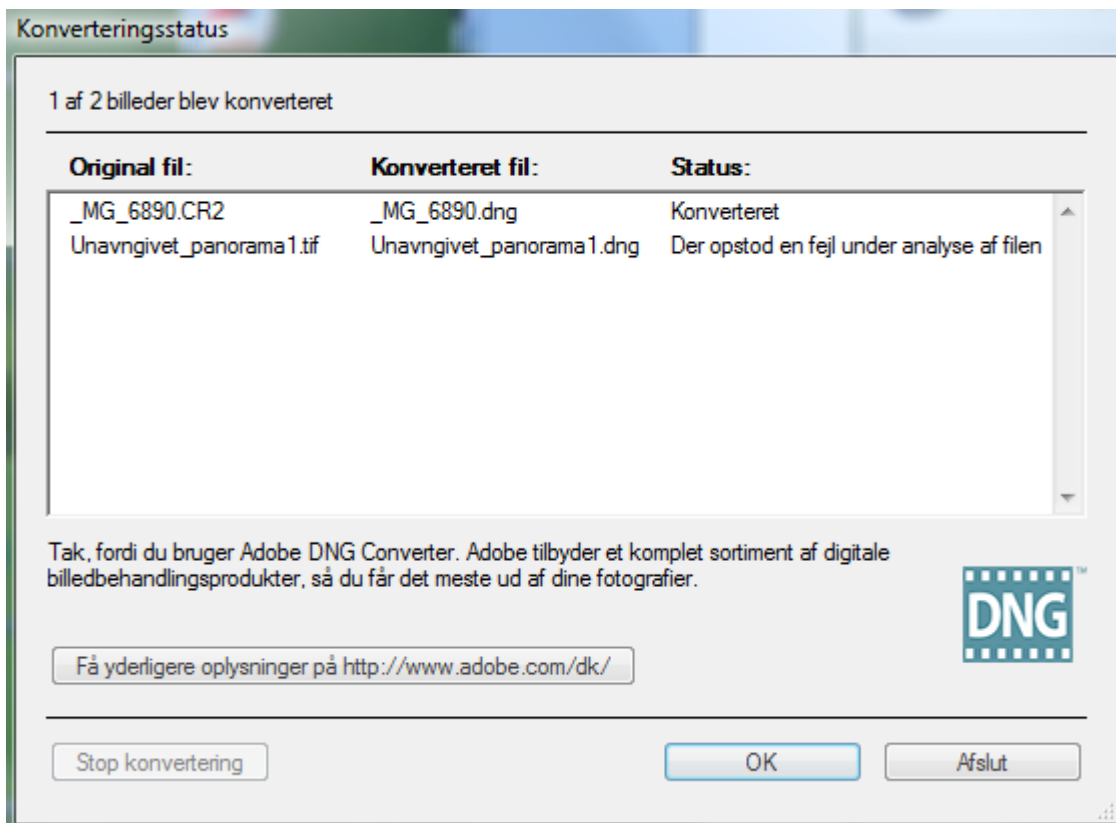 Konverteringsstatus
1 af 2 billeder blev konverteret
Original fil: Konverteret fil: Status:
_MG_6890.CR2 _MG_6890.dng Konverteret
Unavngivet_panorama1.tif Unavngivet_panorama1.dng Der opstod en fejl under analyse af filen
Tak, fordi du bruger Adobe DNG Converter. Adobe tilbyder et komplet sortiment af digitale
billedbehandlingsprodukter, så du får det meste ud af dine fotografier.
DNG™
Få yderligere oplysninger på http://www.adobe.com/dk/
Stop konvertering OK Afslut